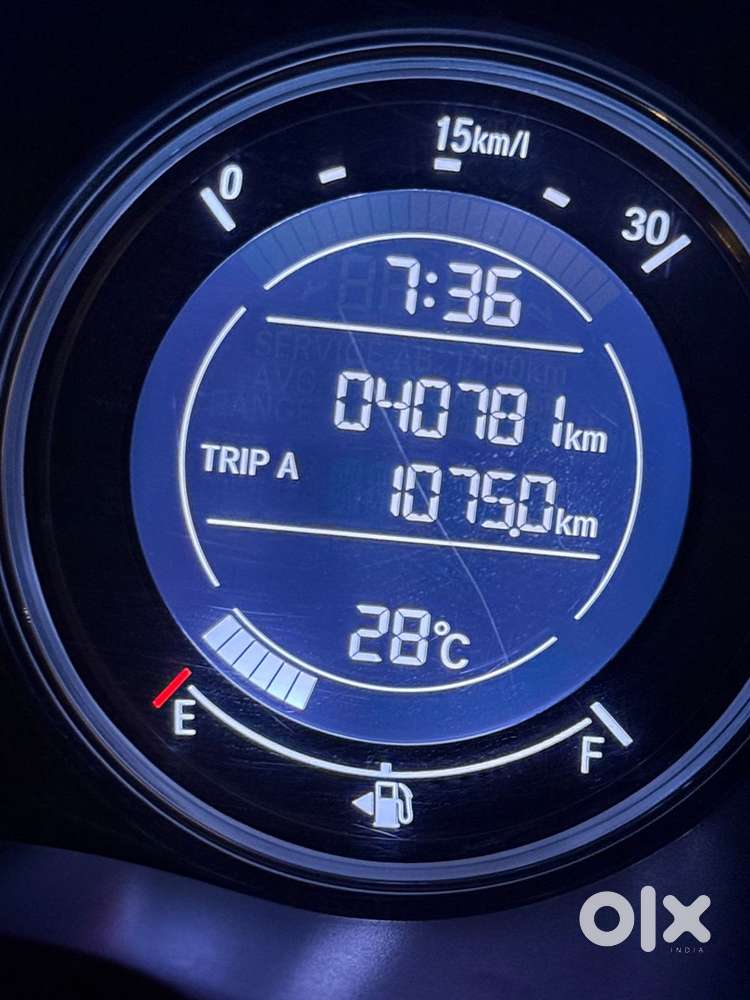 15km/l
0
30
7:36
040781km
TRIP A 1075.0km
28°C
E
F
olx
INDIA